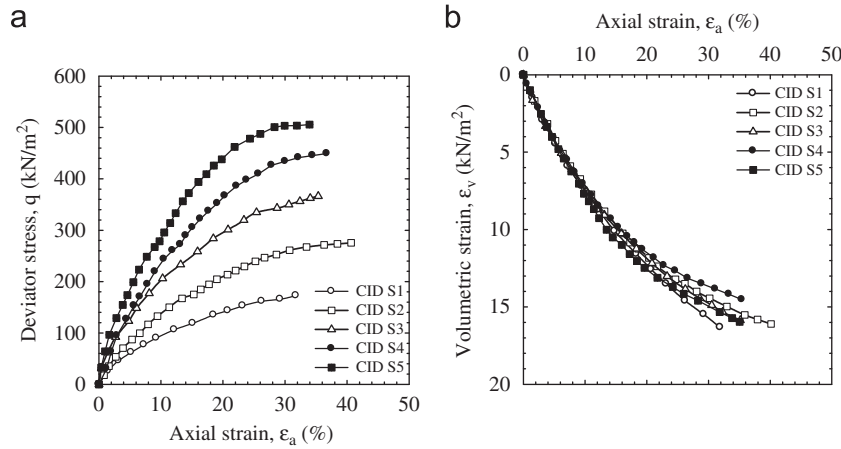 a
600
500
400
300
200
100
0
0 10 20 30 40 50
Deviator stress, q (kN/m²)
Axial strain, εa (%)
CID S1
CID S2
CID S3
CID S4
CID S5
b
Axial strain, εa (%)
0 10 20 30 40 50
0
5
10
15
20
Volumetric strain, εv (kN/m²)
CID S1
CID S2
CID S3
CID S4
CID S5